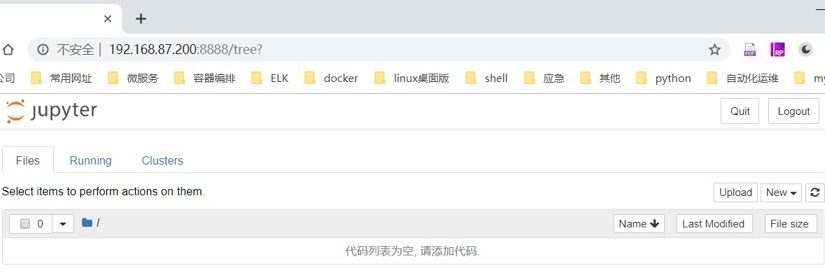 不安全 | 192.168.87.200:8888/tree?
公司 常用网址 微服务 容器编排 ELK docker linux桌面版 shell 应急 其他 python 自动化运维 my
jupyter Quit Logout
Files Running Clusters
Select items to perform actions on them. Upload New
0 / Name Last Modified File size
代码列表为空, 请添加代码.